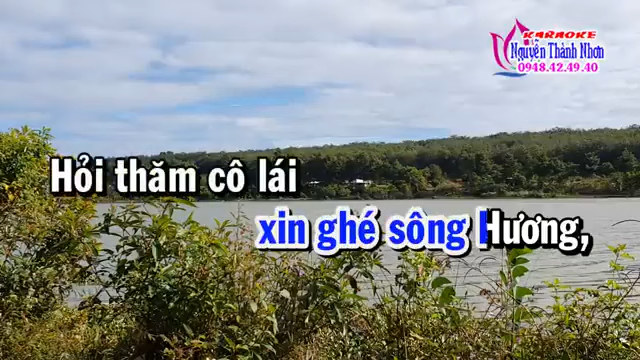 KARAOKE
Nguyễn Thành Nhơn
0948.42.49.40
Hỏi thăm cô lái
xin ghé sông Hương,